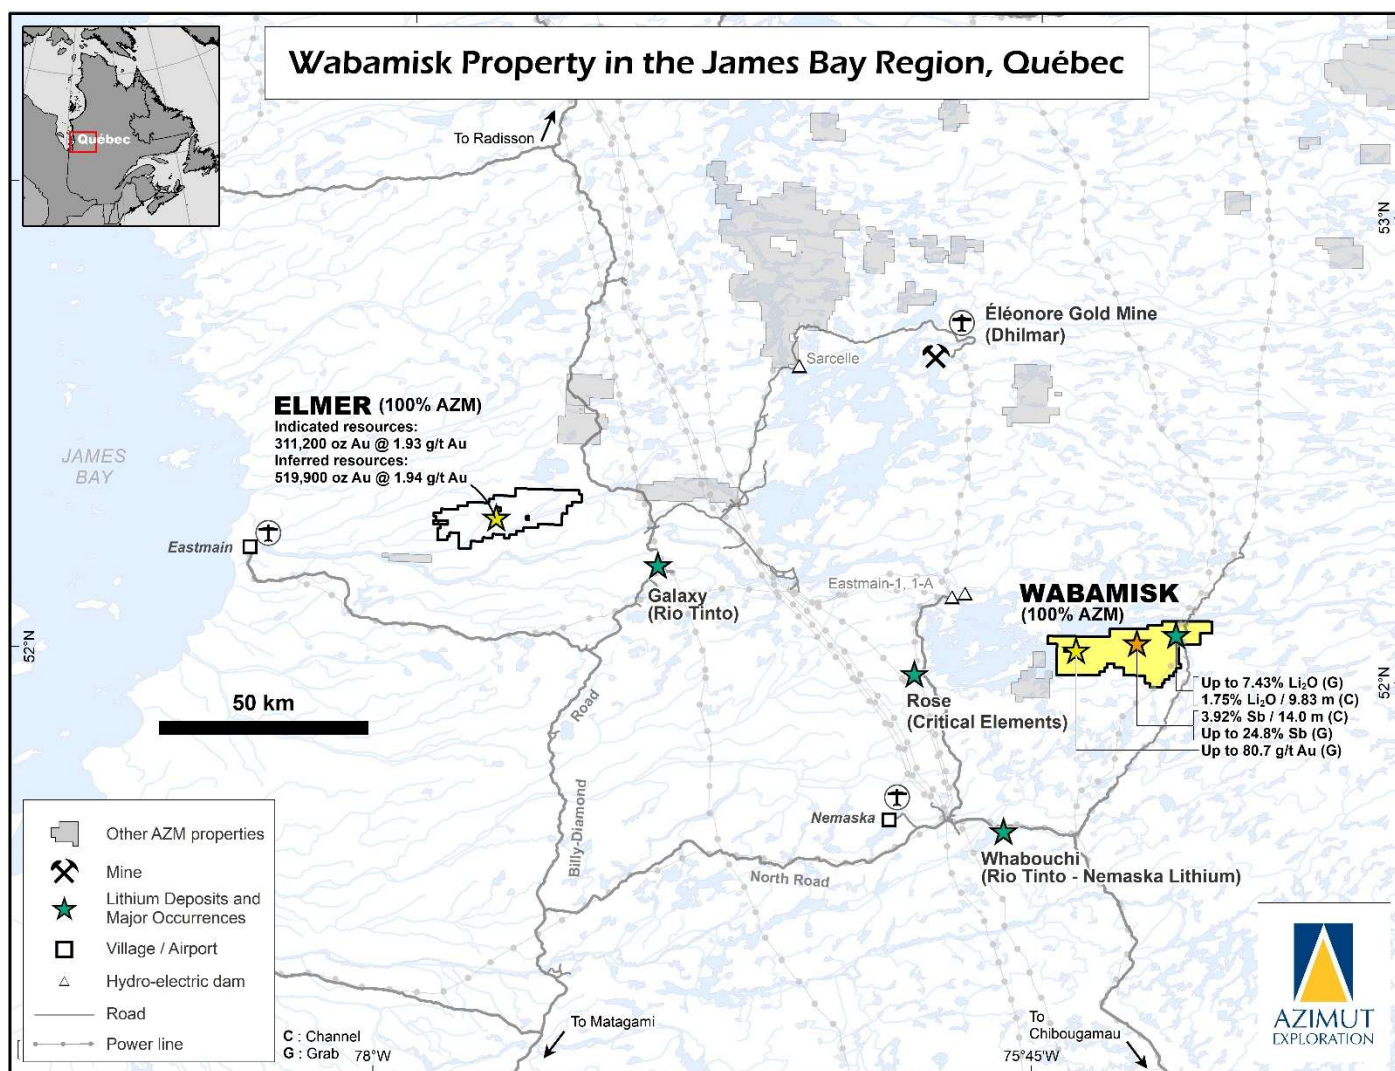 Wabamisk Property in the James Bay Region, Québec
Québec
To Radisson
53°N
Éléonore Gold Mine
(Dhilmar)
Sarcelle
ELMER (100% AZM)
Indicated resources:
311,200 oz Au @ 1.93 g/t Au
Inferred resources:
519,900 oz Au @ 1.94 g/t Au
JAMES
BAY
Eastmain
Galaxy
(Rio Tinto)
Eastmain-1, 1-A
WABAMISK
(100% AZM)
52°N
52°N
Up to 7.43% Li₂O (G)
1.75% Li₂O / 9.83 m (C)
3.92% Sb / 14.0 m (C)
Up to 24.8% Sb (G)
Up to 80.7 g/t Au (G)
Rose
(Critical Elements)
50 km
Road
Billy-Diamond
Nemaska
North Road
Whabouchi
(Rio Tinto - Nemaska Lithium)
Other AZM properties
Mine
Lithium Deposits and
Major Occurrences
Village / Airport
Hydro-electric dam
Road
Power line
C : Channel
G : Grab
78°W
To Matagami
To
Chibougamau
75°45'W
AZIMUT
EXPLORATION